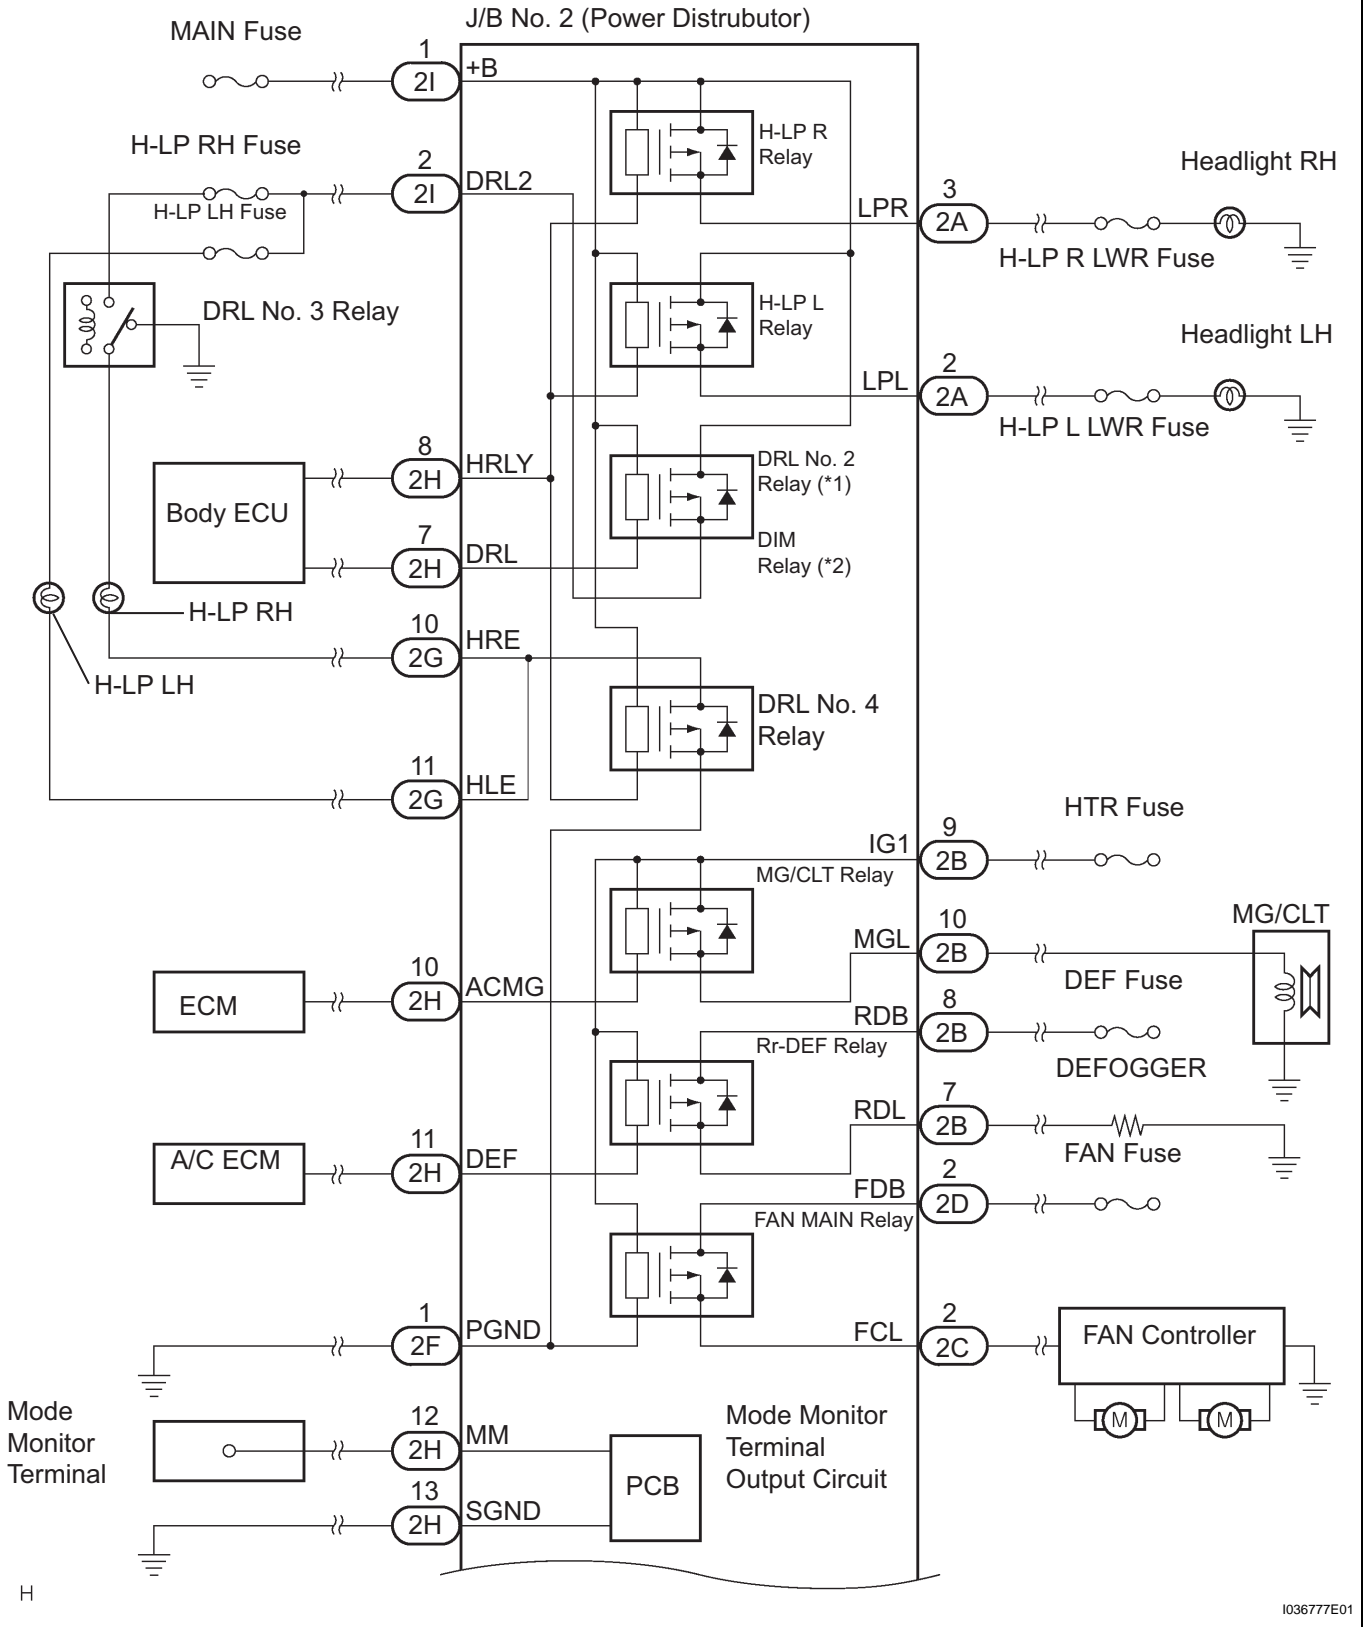 J/B No. 2 (Power Distrubutor)
MAIN Fuse
1
2I
+B
H-LP RH Fuse
2
2I
DRL2
H-LP LH Fuse
DRL No. 3 Relay
H-LP R
Relay
LPR
3
2A
Headlight RH
H-LP R LWR Fuse
H-LP L
Relay
LPL
2
2A
Headlight LH
H-LP L LWR Fuse
Body ECU
8
2H
HRLY
7
2H
DRL
DRL No. 2
Relay (*1)
DIM
Relay (*2)
H-LP RH
H-LP LH
10
2G
HRE
11
2G
HLE
DRL No. 4
Relay
IG1
9
2B
HTR Fuse
MG/CLT Relay
MGL
10
2B
MG/CLT
DEF Fuse
ECM
10
2H
ACMG
RDB
8
2B
Rr-DEF Relay
DEFOGGER
RDL
7
2B
FAN Fuse
A/C ECM
11
2H
DEF
FDB
2
2D
FAN MAIN Relay
1
2F
PGND
FCL
2
2C
FAN Controller
M
M
Mode
Monitor
Terminal
12
2H
MM
13
2H
SGND
PCB
Mode Monitor
Terminal
Output Circuit
H
I036777E01